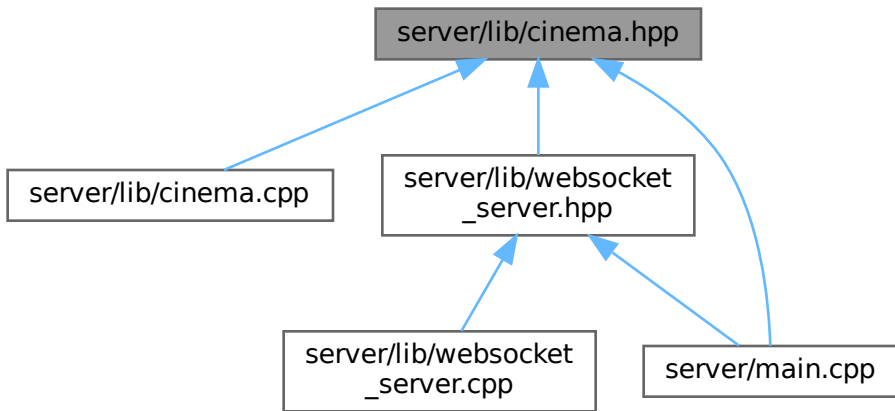 server/lib/cinema.hpp
server/lib/cinema.cpp
server/lib/websocket
_server.hpp
server/lib/websocket
_server.cpp
server/main.cpp